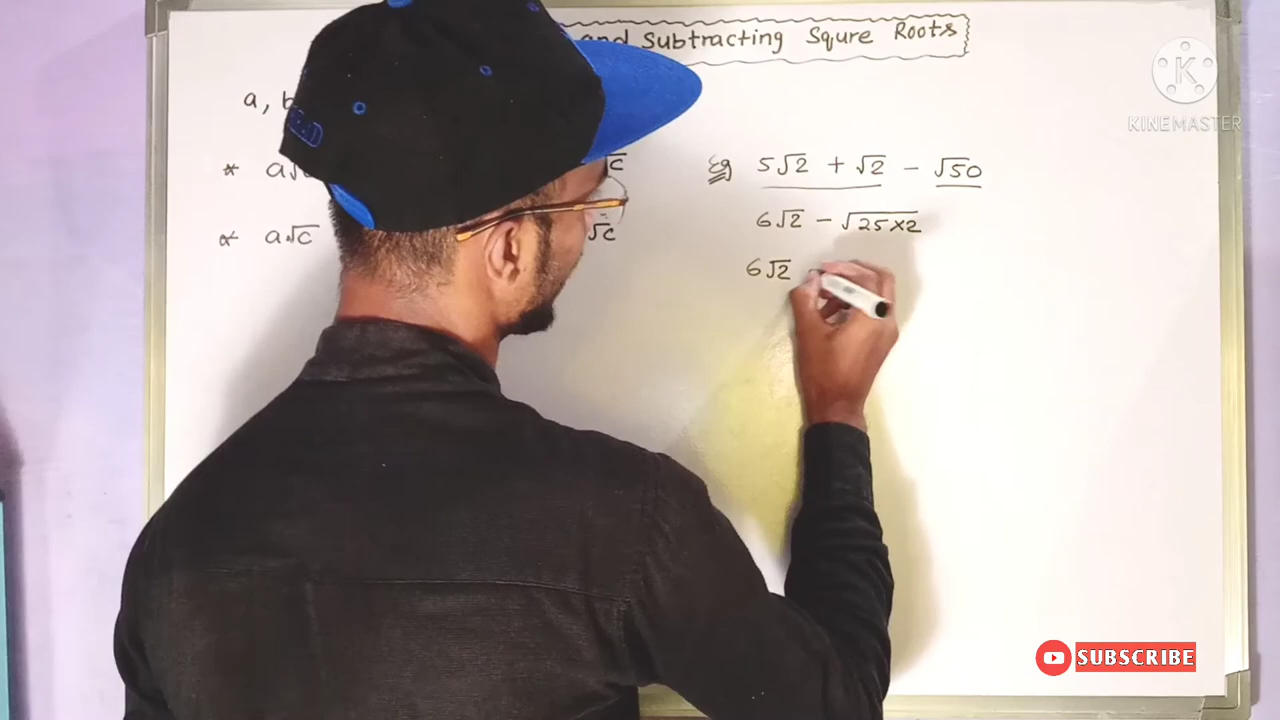 and Subtracting Squre Roots
KINEMASTER
a, b
* a√c
Eg 5√2 + √2 - √50
6√2 - √25×2
* a√c √c
6√2
SUBSCRIBE